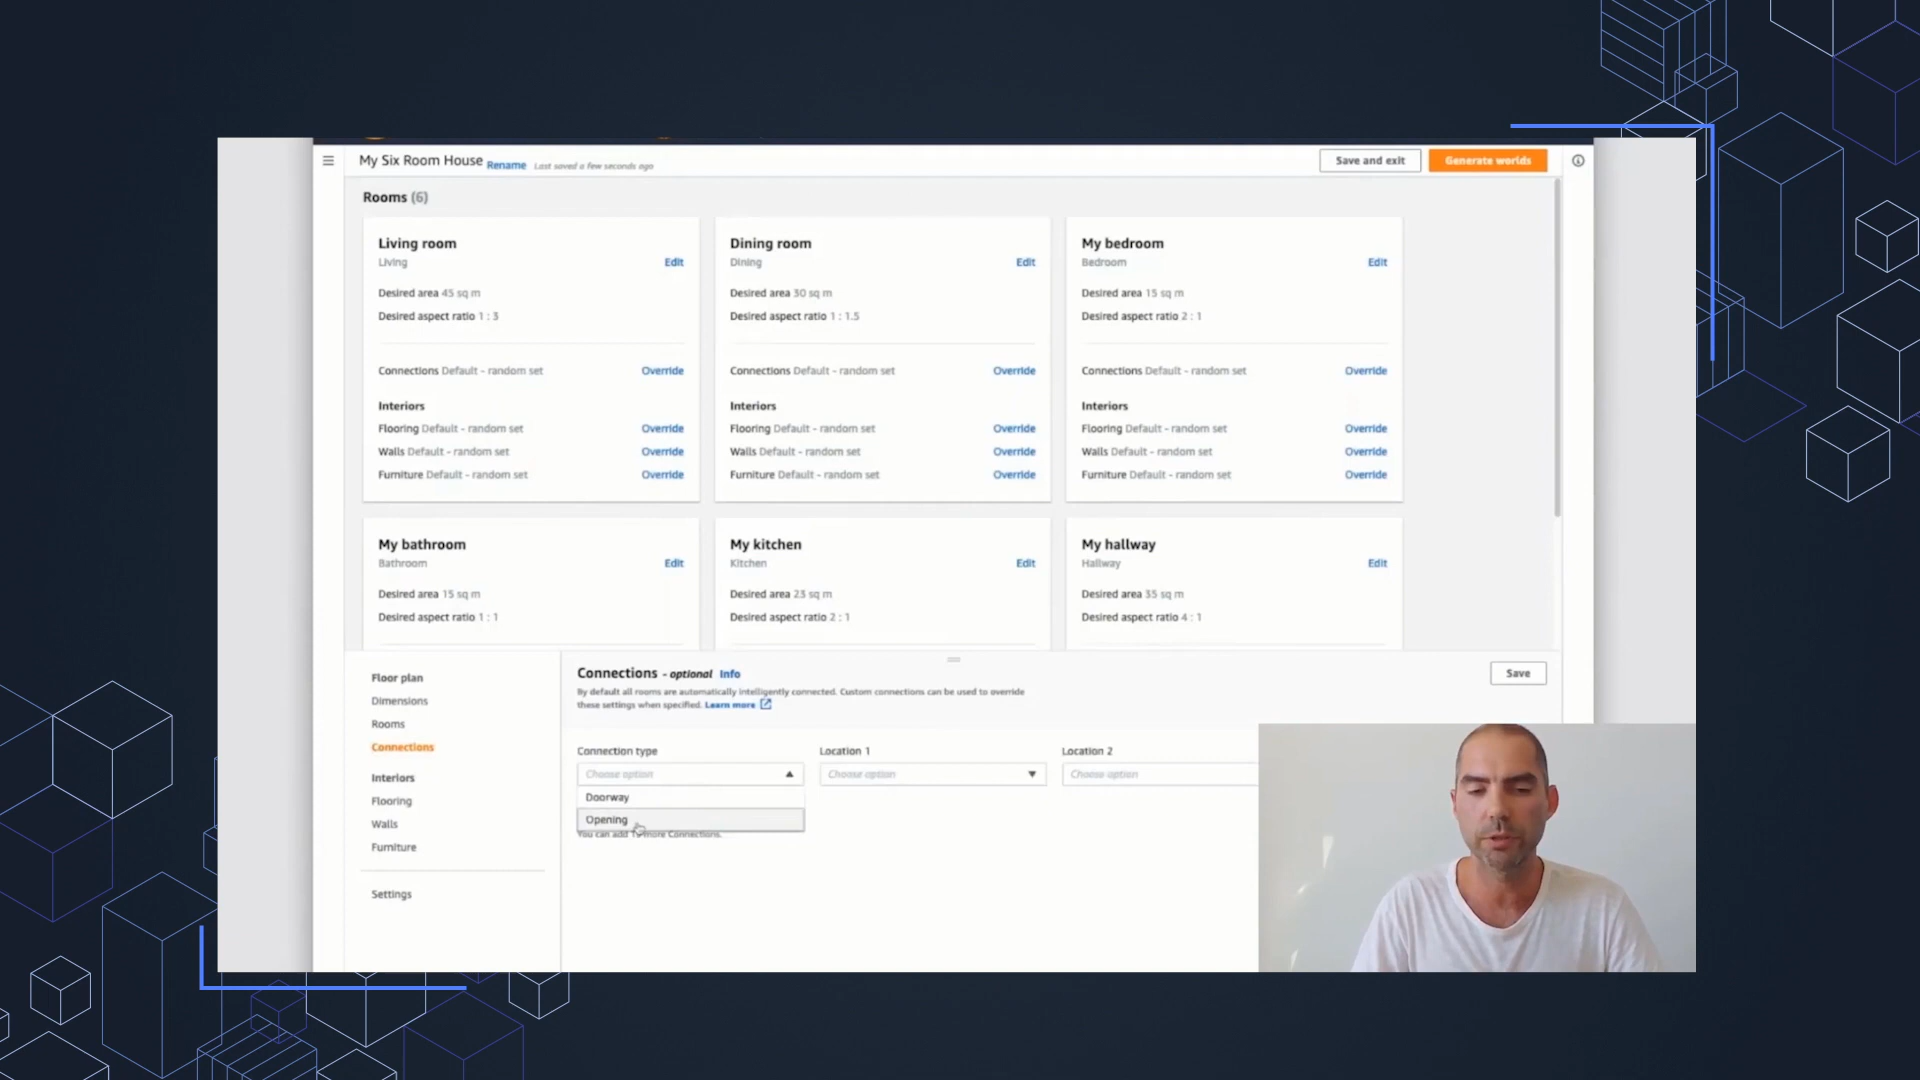 My Six Room House Rename Last saved a few seconds ago Save and exit Generate worlds
Rooms (6)
Living room
Living Edit
Desired area 45 sq m
Desired aspect ratio 1 : 3
Connections Default - random set Override
Interiors
Flooring Default - random set Override
Walls Default - random set Override
Furniture Default - random set Override
Dining room
Dining Edit
Desired area 30 sq m
Desired aspect ratio 1 : 1.5
Connections Default - random set Override
Interiors
Flooring Default - random set Override
Walls Default - random set Override
Furniture Default - random set Override
My bedroom
Bedroom Edit
Desired area 15 sq m
Desired aspect ratio 2 : 1
Connections Default - random set Override
Interiors
Flooring Default - random set Override
Walls Default - random set Override
Furniture Default - random set Override
My bathroom
Bathroom Edit
Desired area 15 sq m
Desired aspect ratio 1 : 1
My kitchen
Kitchen Edit
Desired area 23 sq m
Desired aspect ratio 2 : 1
My hallway
Hallway Edit
Desired area 35 sq m
Desired aspect ratio 4 : 1
Floor plan
Dimensions
Rooms
Connections
Interiors
Flooring
Walls
Furniture
Settings
Connections - optional Info
Save
By default all rooms are automatically intelligently connected. Custom connections can be used to override
these settings when specified. Learn more
Connection type
Choose option
Doorway
Opening
You can add more Connections.
Location 1
Choose option
Location 2
Choose option